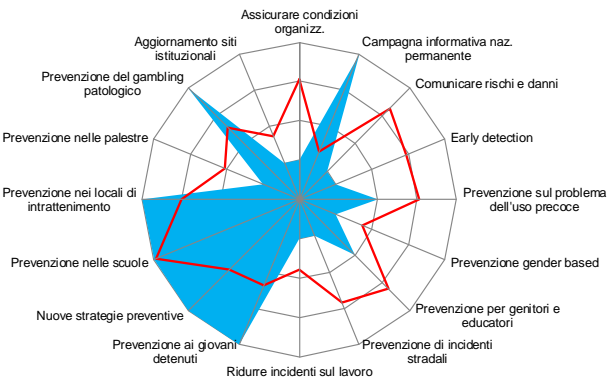 Assicurare condizioni
organizz.
Campagna informativa naz.
permanente
Comunicare rischi e danni
Early detection
Prevenzione sul problema
dell'uso precoce
Prevenzione gender based
Prevenzione per genitori e
educatori
Prevenzione di incidenti
stradali
Ridurre incidenti sul lavoro
Prevenzione ai giovani
detenuti
Nuove strategie preventive
Prevenzione nelle scuole
Prevenzione nei locali di
intrattenimento
Prevenzione nelle palestre
Prevenzione del gambling
patologico
Aggiornamento siti
istituzionali